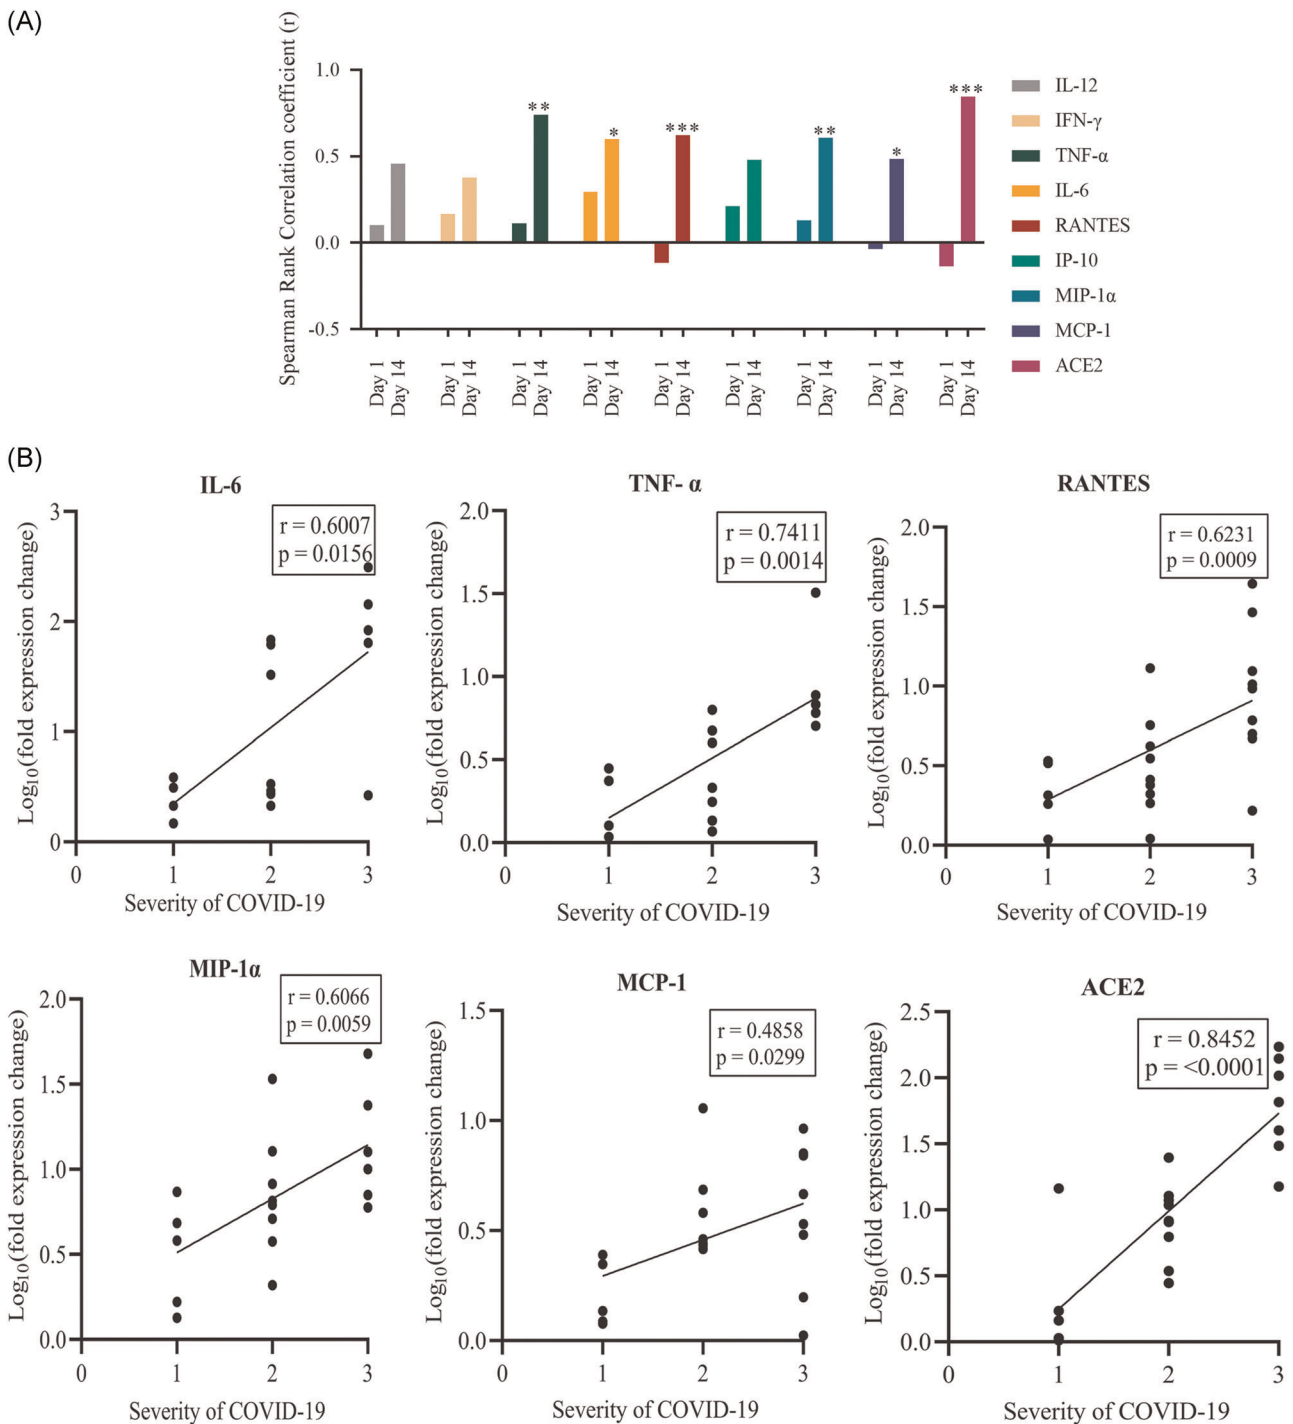 (A)
Spearman Rank Correlation coefficient (r)
1.0
0.5
0.0
-0.5
** * *** ** * ***
Day 1 Day 14 Day 1 Day 14 Day 1 Day 14 Day 1 Day 14 Day 1 Day 14 Day 1 Day 14 Day 1 Day 14 Day 1 Day 14 Day 1 Day 14
IL-12
IFN-γ
TNF-α
IL-6
RANTES
IP-10
MIP-1α
MCP-1
ACE2
(B)
IL-6
r = 0.6007
p = 0.0156
Log10(fold expression change)
3
2
1
0
0 1 2 3
Severity of COVID-19
TNF- α
r = 0.7411
p = 0.0014
Log10(fold expression change)
2.0
1.5
1.0
0.5
0.0
0 1 2 3
Severity of COVID-19
RANTES
r = 0.6231
p = 0.0009
Log10(fold expression change)
2.0
1.5
1.0
0.5
0.0
0 1 2 3
Severity of COVID-19
MIP-1α
r = 0.6066
p = 0.0059
Log10(fold expression change)
2.0
1.5
1.0
0.5
0.0
0 1 2 3
Severity of COVID-19
MCP-1
r = 0.4858
p = 0.0299
Log10(fold expression change)
1.5
1.0
0.5
0.0
0 1 2 3
Severity of COVID-19
ACE2
r = 0.8452
p = <0.0001
Log10(fold expression change)
2.5
2.0
1.5
1.0
0.5
0.0
0 1 2 3
Severity of COVID-19